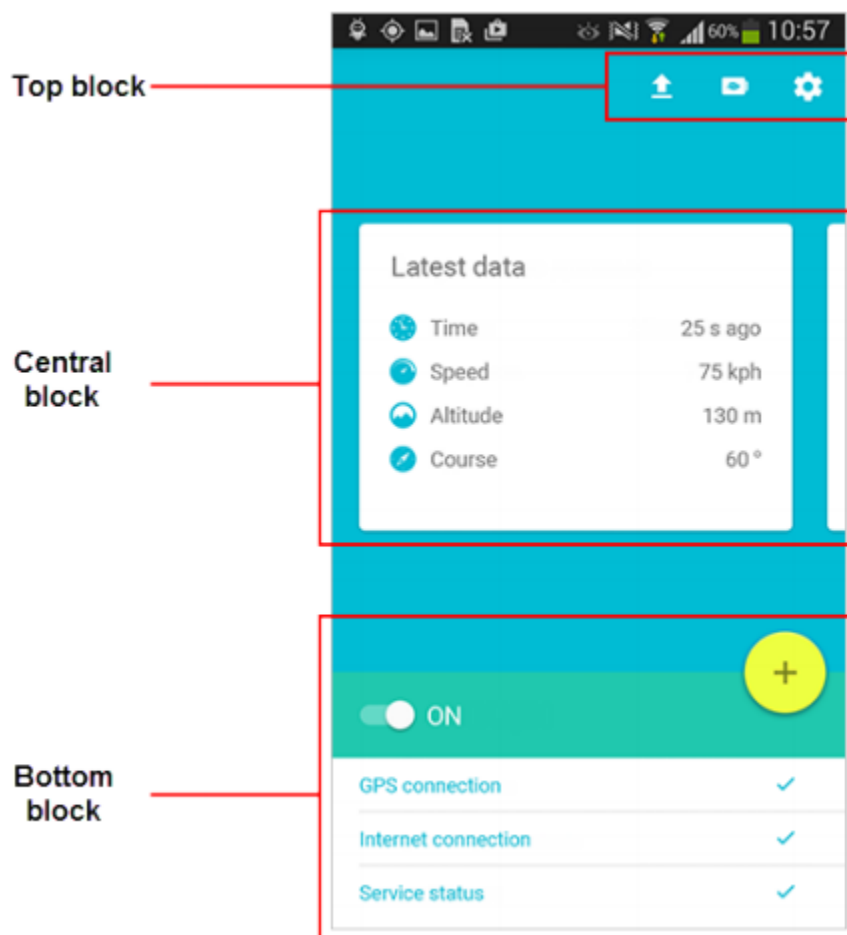 60% 10:57
Top block
Latest data
Time 25 s ago
Speed 75 kph
Altitude 130 m
Course 60 °
Central
block
ON
GPS connection
Internet connection
Service status
Bottom
block